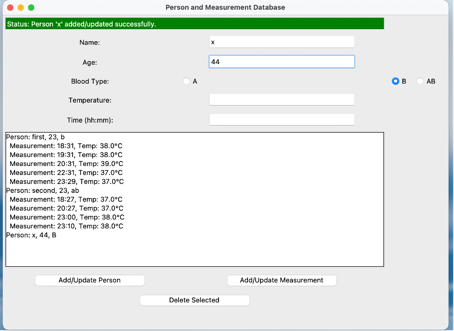 Person and Measurement Database
Status: Person 'x' added/updated successfully.
Name: x
Age: 44
Blood Type: A B AB
Temperature:
Time (hh:mm):
Person: first, 23, b
Measurement: 18:31, Temp: 38.0°C
Measurement: 19:31, Temp: 38.0°C
Measurement: 20:31, Temp: 39.0°C
Measurement: 22:31, Temp: 37.0°C
Measurement: 23:29, Temp: 37.0°C
Person: second, 23, ab
Measurement: 18:27, Temp: 37.0°C
Measurement: 20:27, Temp: 37.0°C
Measurement: 23:00, Temp: 38.0°C
Measurement: 23:10, Temp: 38.0°C
Person: x, 44, B
Add/Update Person Add/Update Measurement
Delete Selected